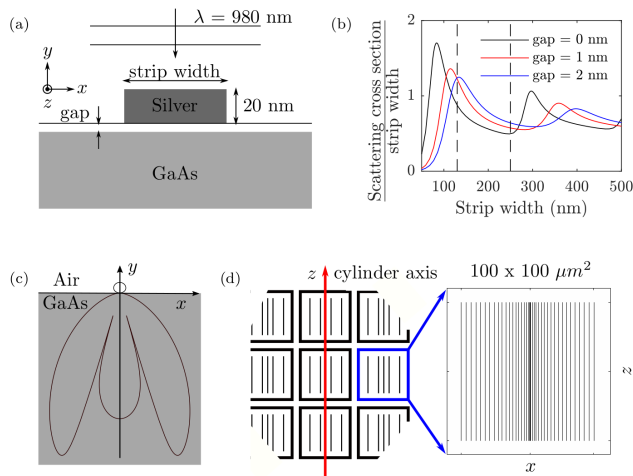 (a)
λ = 980 nm
y
x
z
strip width
Silver
20 nm
gap
GaAs
(b)
Scattering cross section
strip width
2
1.5
1
0.5
0
gap = 0 nm
gap = 1 nm
gap = 2 nm
100 200 300 400 500
Strip width (nm)
(c)
y
Air
GaAs
x
(d)
z cylinder axis
100 x 100 μm²
z
x